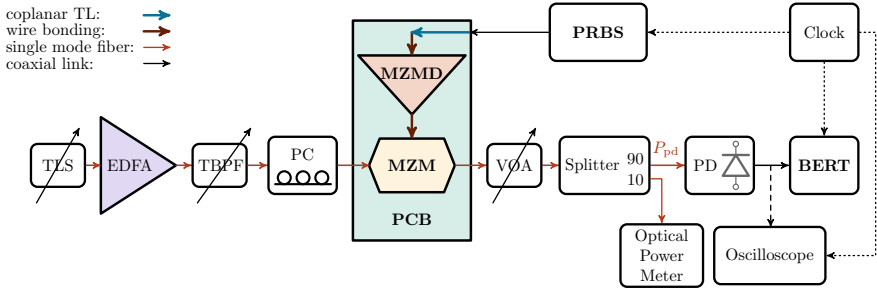 coplanar TL:
wire bonding:
single mode fiber:
coaxial link:
PRBS
Clock
MZMD
TLS
EDFA
TBPF
PC
MZM
VOA
Splitter
90
10
P_pd
PD
BERT
PCB
Optical
Power
Meter
Oscilloscope